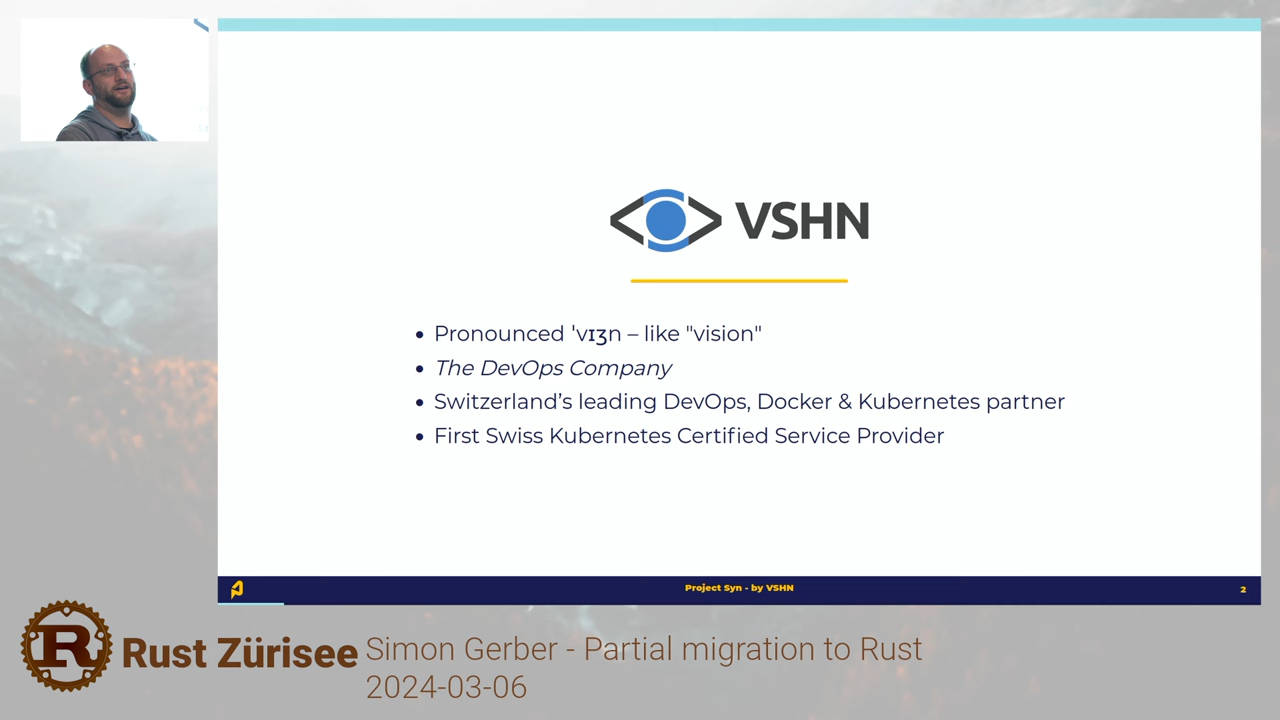 VSHN
Pronounced ˈvɪʒn – like "vision"
The DevOps Company
Switzerland’s leading DevOps, Docker & Kubernetes partner
First Swiss Kubernetes Certified Service Provider
Project Syn - by VSHN
2
R
Rust Zürisee
Simon Gerber - Partial migration to Rust
2024-03-06